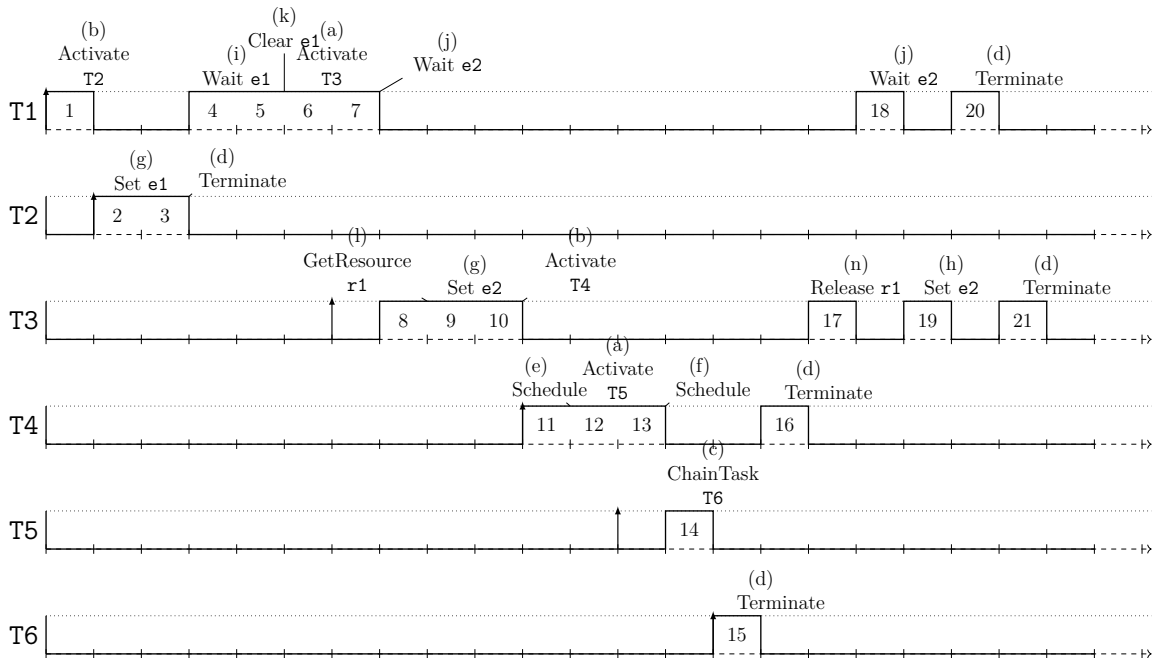 (k)
(b)
(a)
Activate
Clear e1
Activate
(j)
(i)
(j)
(d)
T2
Wait e1
T3
Wait e2
Wait e2
Terminate
T1
1
4
5
6
7
18
20
(g)
(d)
Set e1
Terminate
T2
2
3
(l)
(b)
GetResource
(g)
Activate
(n)
(h)
(d)
r1
Set e2
T4
Release r1
Set e2
Terminate
T3
8
9
10
17
19
21
(a)
(e)
Activate
(f)
(d)
Schedule
T5
Schedule
Terminate
T4
11
12
13
16
(c)
ChainTask
T6
T5
14
(d)
Terminate
T6
15